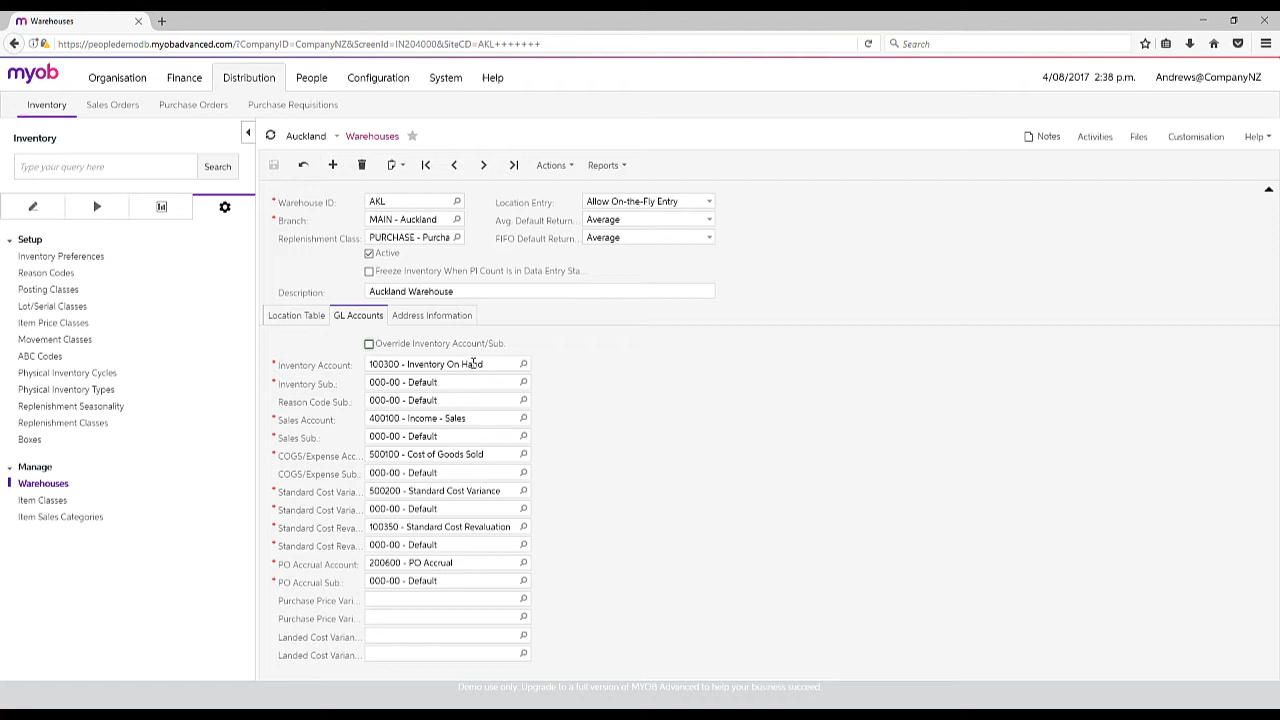 Warehouses
https://peopledemodb.myobadvanced.com/?CompanyID=CompanyNZ&ScreenId=IN204000&SiteCD=AKL+++++++
Search
myob
Organisation Finance Distribution People Configuration System Help
4/08/2017 2:38 p.m. Andrews@CompanyNZ
Inventory Sales Orders Purchase Orders Purchase Requisitions
Inventory
Type your query here Search
Setup
Inventory Preferences
Reason Codes
Posting Classes
Lot/Serial Classes
Item Price Classes
Movement Classes
ABC Codes
Physical Inventory Cycles
Physical Inventory Types
Replenishment Seasonality
Replenishment Classes
Boxes
Manage
Warehouses
Item Classes
Item Sales Categories
Auckland Warehouses
Notes Activities Files Customisation Help
Actions Reports
* Warehouse ID: AKL Location Entry: Allow On-the-Fly Entry
* Branch: MAIN - Auckland Avg. Default Return... Average
Replenishment Class: PURCHASE - Purcha FIFO Default Return... Average
Active
Freeze Inventory When PI Count Is in Data Entry Sta...
Description: Auckland Warehouse
Location Table GL Accounts Address Information
Override Inventory Account/Sub.
* Inventory Account: 100300 - Inventory On Hand
* Inventory Sub.: 000-00 - Default
Reason Code Sub.: 000-00 - Default
* Sales Account: 400100 - Income - Sales
* Sales Sub.: 000-00 - Default
* COGS/Expense Acc... 500100 - Cost of Goods Sold
COGS/Expense Sub.: 000-00 - Default
* Standard Cost Varia... 500200 - Standard Cost Variance
* Standard Cost Varia... 000-00 - Default
* Standard Cost Reva... 100350 - Standard Cost Revaluation
* Standard Cost Reva... 000-00 - Default
* PO Accrual Account: 200600 - PO Accrual
* PO Accrual Sub.: 000-00 - Default
Purchase Price Vari...
Purchase Price Vari...
Landed Cost Varian...
Landed Cost Varian...
Demo use only. Upgrade to a full version of MYOB Advanced to help your business succeed.